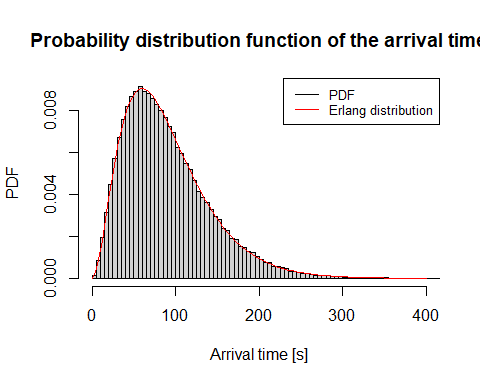 Probability distribution function of the arrival time
PDF
Erlang distribution
0.008
0.004
0.000
PDF
0 100 200 300 400
Arrival time [s]